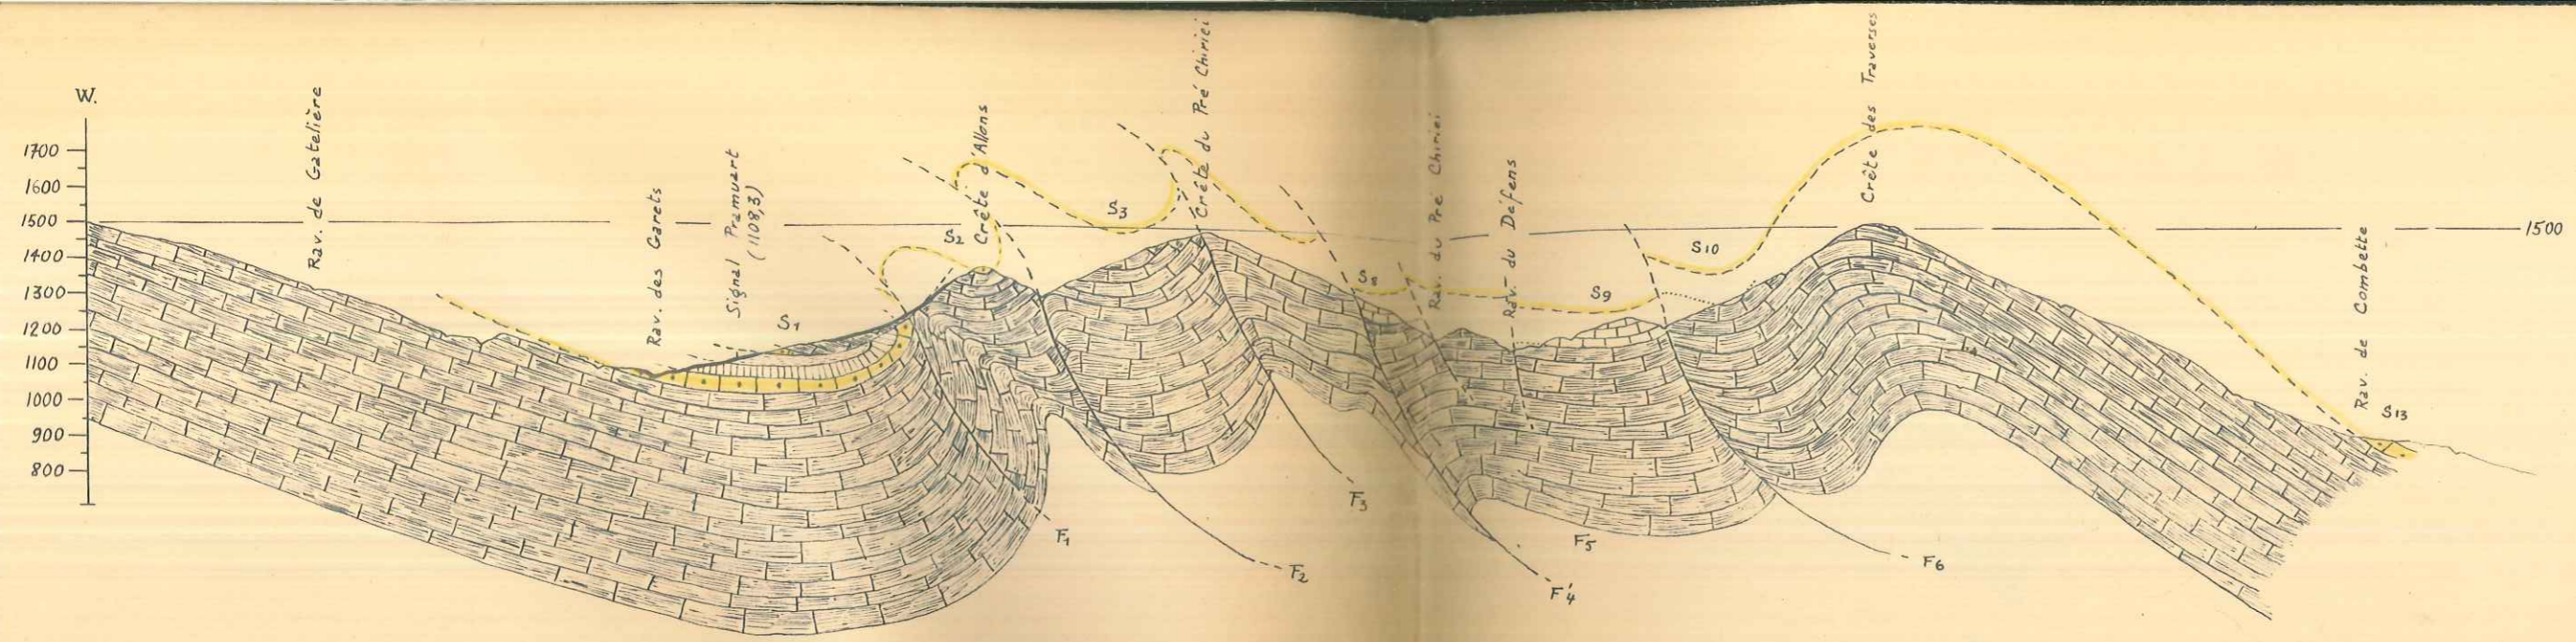 W.
1700
1600
1500
1400
1300
1200
1100
1000
900
800
Rav. de Gatelière
Rav. des Garets
Signal Pramuart
(1108,3)
S1
S2
Crête d'Allons
S3
Crête du Pré Chiriei
S8
Rav. du Pré Chiriei
Rav. du Défens
S9
S10
Crête des Traverses
1500
Rav. de Combette
S13
F1
F2
F3
F'4
F5
F6